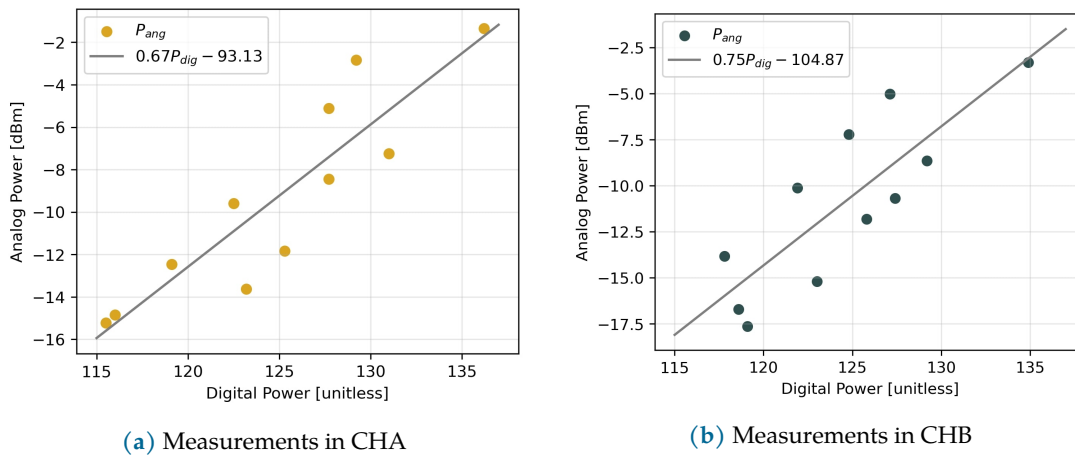 P_ang
0.67P_dig − 93.13
−2
−4
−6
−8
−10
−12
−14
−16
Analog Power [dBm]
115 120 125 130 135
Digital Power [unitless]
(a) Measurements in CHA
P_ang
0.75P_dig − 104.87
−2.5
−5.0
−7.5
−10.0
−12.5
−15.0
−17.5
Analog Power [dBm]
115 120 125 130 135
Digital Power [unitless]
(b) Measurements in CHB